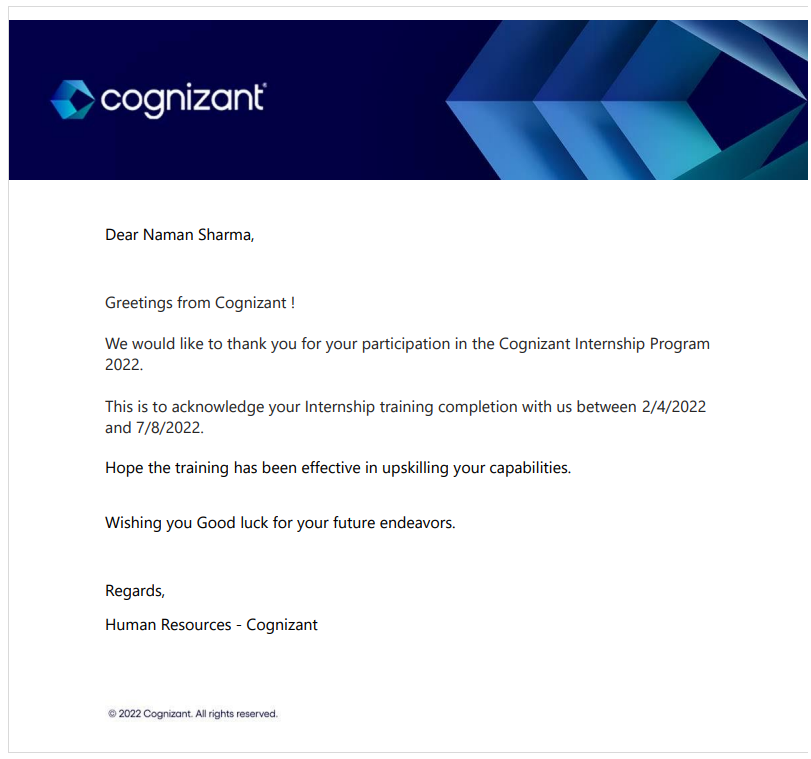 cognizant®
Dear Naman Sharma,
Greetings from Cognizant !
We would like to thank you for your participation in the Cognizant Internship Program
2022.
This is to acknowledge your Internship training completion with us between 2/4/2022
and 7/8/2022.
Hope the training has been effective in upskilling your capabilities.
Wishing you Good luck for your future endeavors.
Regards,
Human Resources - Cognizant
© 2022 Cognizant. All rights reserved.